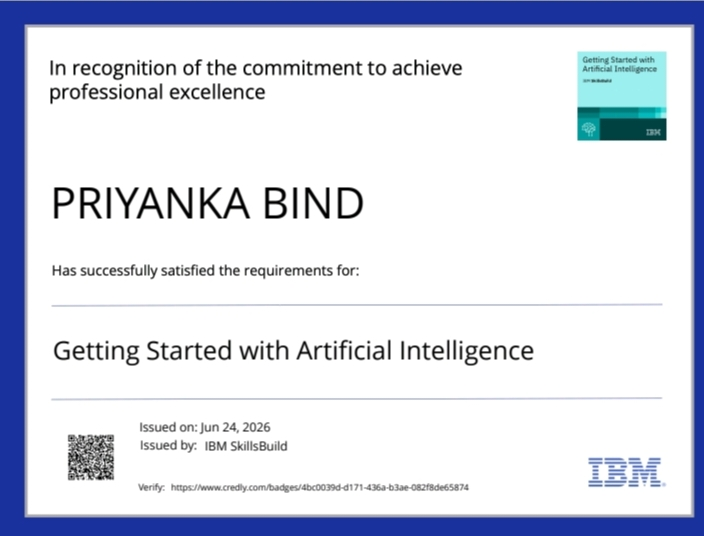 In recognition of the commitment to achieve
professional excellence
Getting Started with
Artificial Intelligence
IBM SkillsBuild
IBM
PRIYANKA BIND
Has successfully satisfied the requirements for:
Getting Started with Artificial Intelligence
Issued on: Jun 24, 2026
Issued by: IBM SkillsBuild
Verify: https://www.credly.com/badges/4bc0039d-d171-436a-b3ae-082f8de65874
IBM